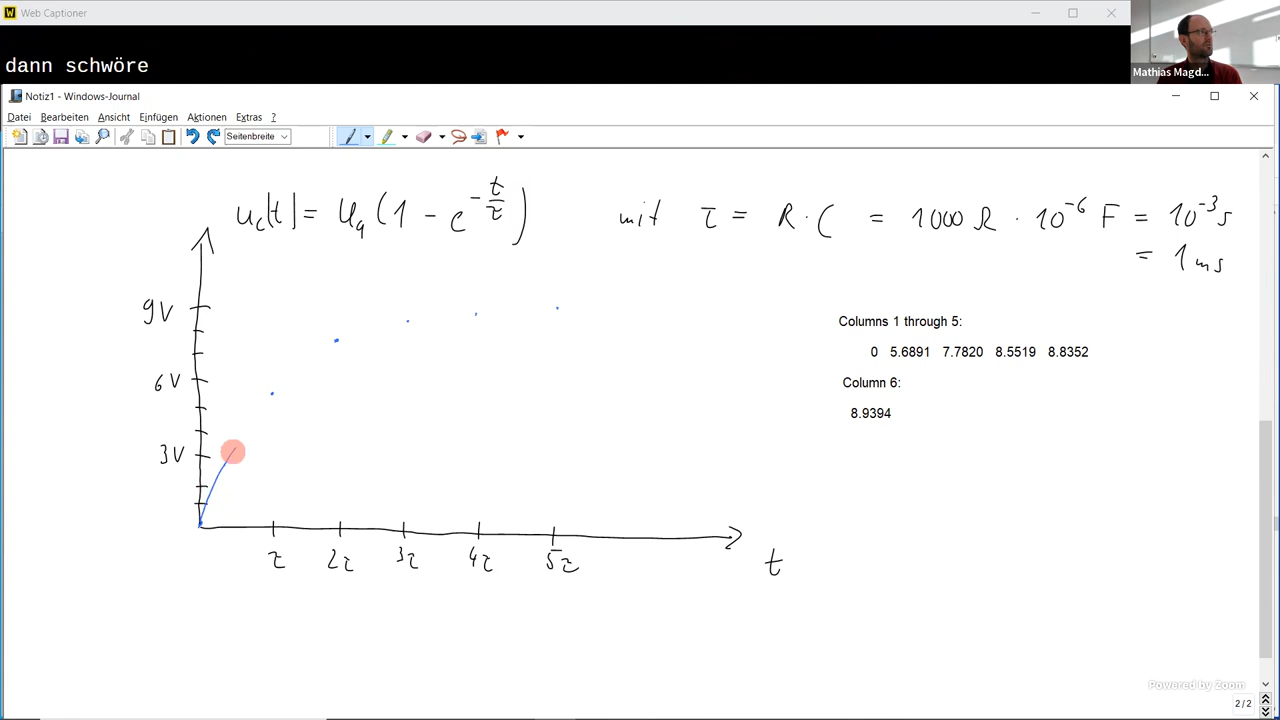 Web Captioner
dann schwöre
Mathias Magd...
Notiz1 - Windows-Journal
Datei Bearbeiten Ansicht Einfügen Aktionen Extras ?
Seitenbreite
u_c(t) = U_q (1 - e^{-t/τ}) mit τ = R · C = 1000 Ω · 10^{-6} F = 10^{-3} s
= 1 ms
9V
6V
3V
τ 2τ 3τ 4τ 5τ
t
Columns 1 through 5:
0 5.6891 7.7820 8.5519 8.8352
Column 6:
8.9394
Powered by Zoom
2 / 2